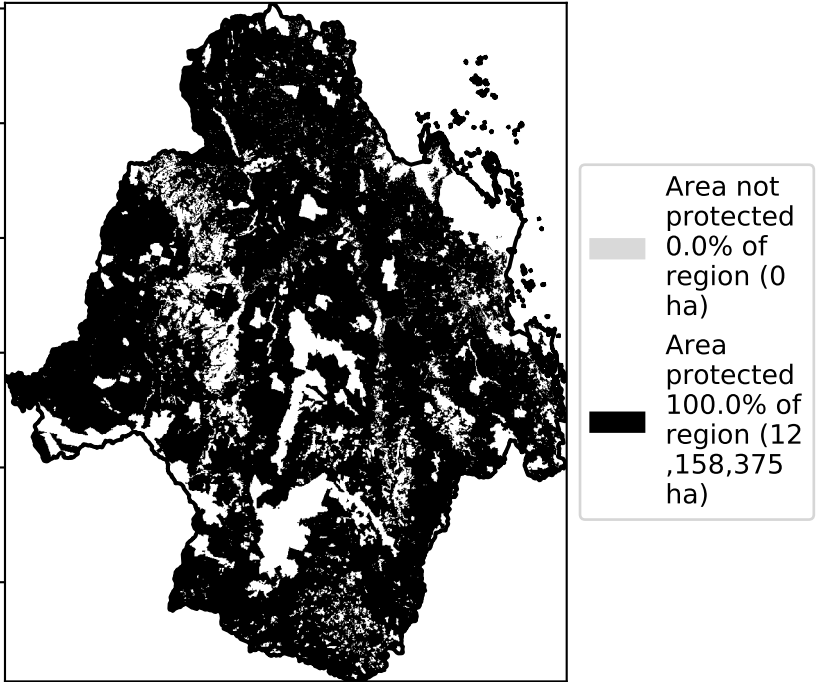 Area not
protected
0.0% of
region (0
ha)
Area
protected
100.0% of
region (12
,158,375
ha)